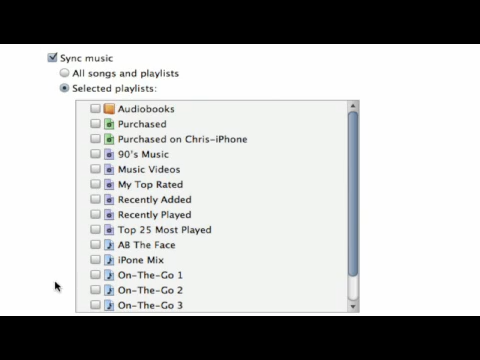 Sync music
All songs and playlists
Selected playlists:
Audiobooks
Purchased
Purchased on Chris-iPhone
90's Music
Music Videos
My Top Rated
Recently Added
Recently Played
Top 25 Most Played
AB The Face
iPone Mix
On-The-Go 1
On-The-Go 2
On-The-Go 3